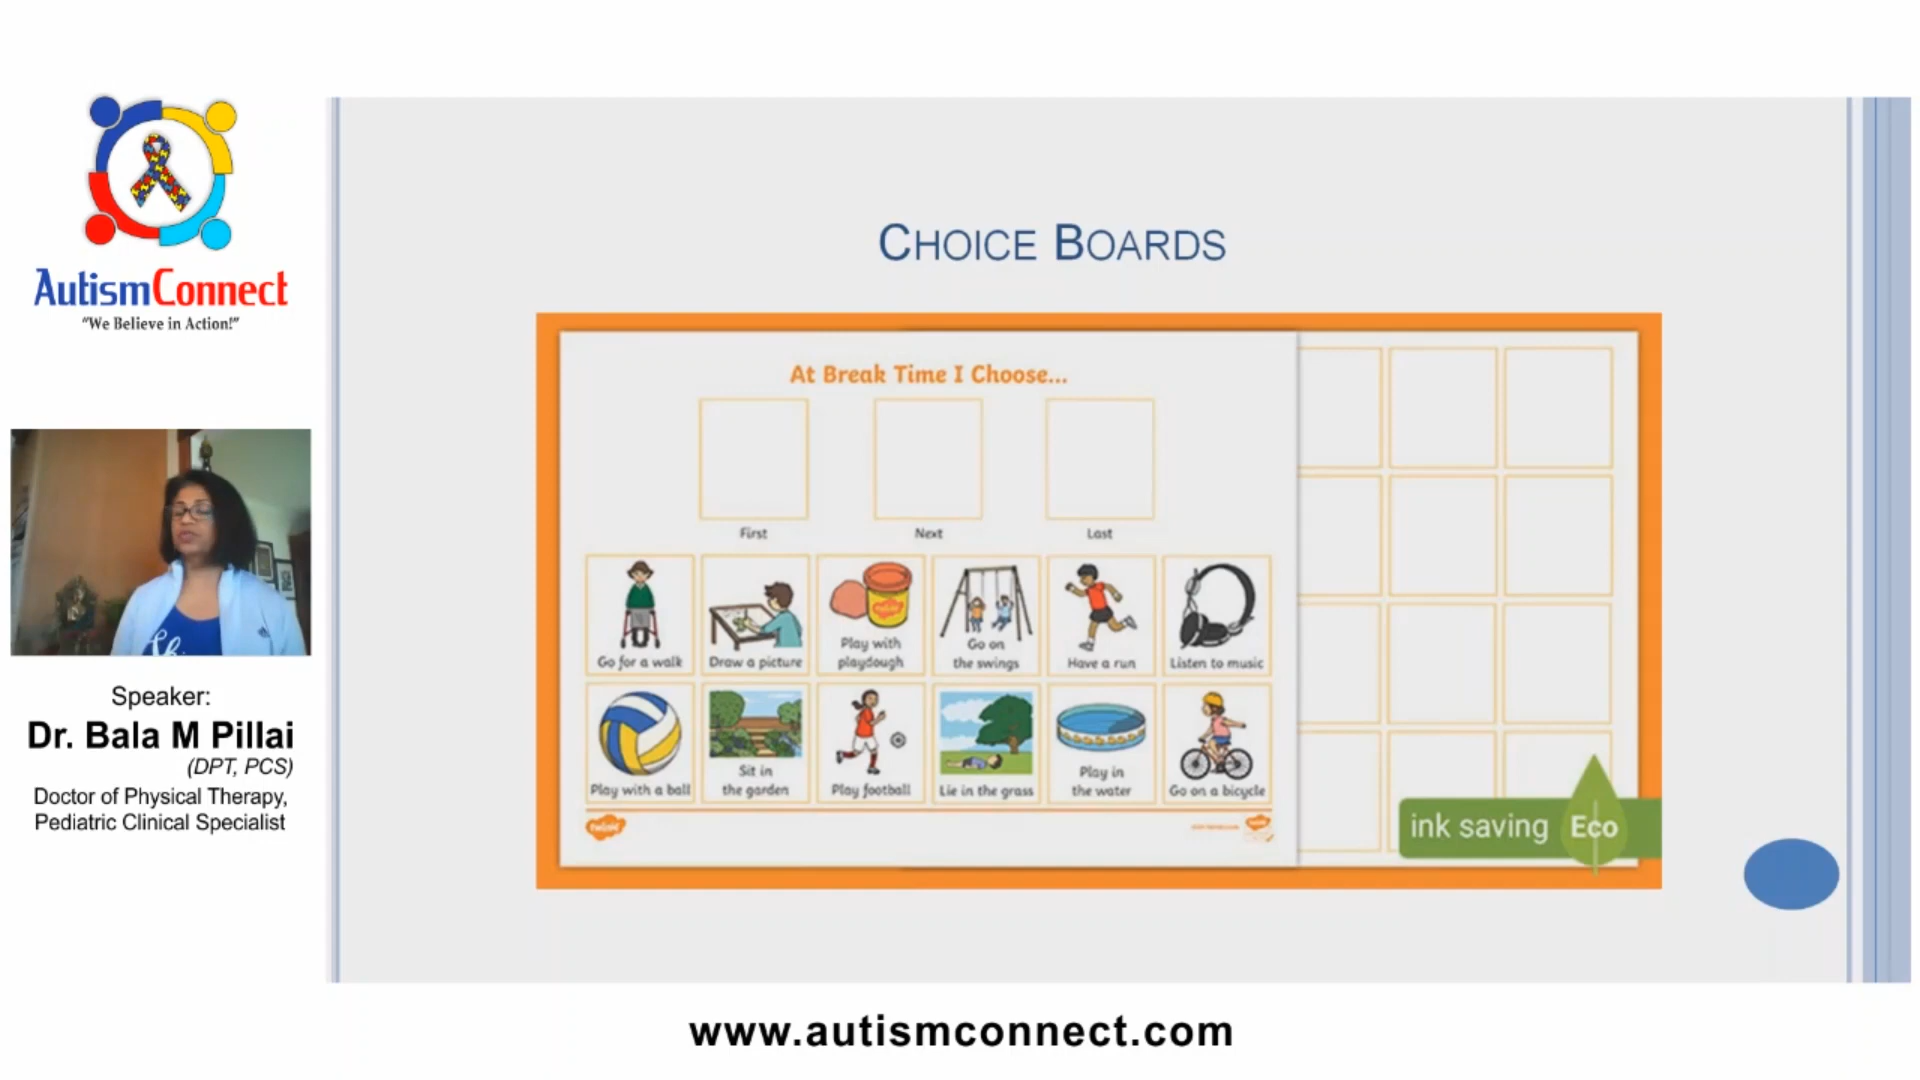 AutismConnect
"We Believe in Action!"
Speaker:
Dr. Bala M Pillai
(DPT, PCS)
Doctor of Physical Therapy,
Pediatric Clinical Specialist
CHOICE BOARDS
At Break Time I Choose...
First
Next
Last
Go for a walk
Draw a picture
Play with
playdough
Go on
the swings
Have a run
Listen to music
Play with a ball
Sit in
the garden
Play football
Lie in the grass
Play in
the water
Go on a bicycle
twinkl
ink saving Eco
www.autismconnect.com